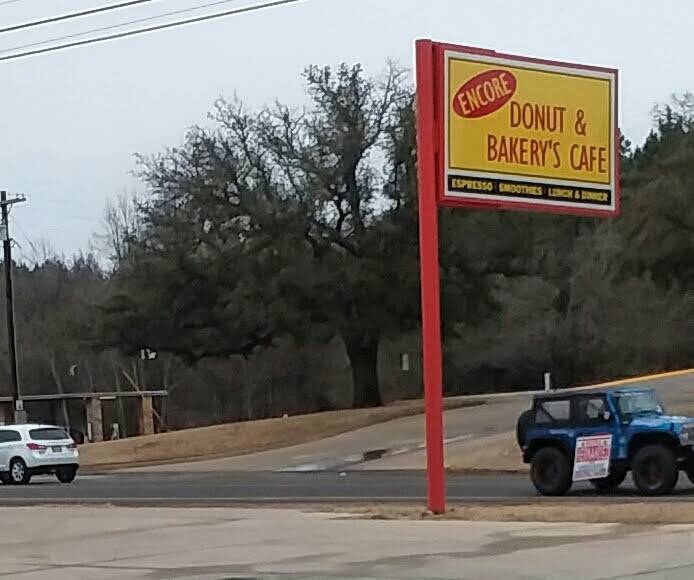 ENCORE
DONUT &
BAKERY'S CAFE
ESPRESSO · SMOOTHIES · LUNCH & DINNER